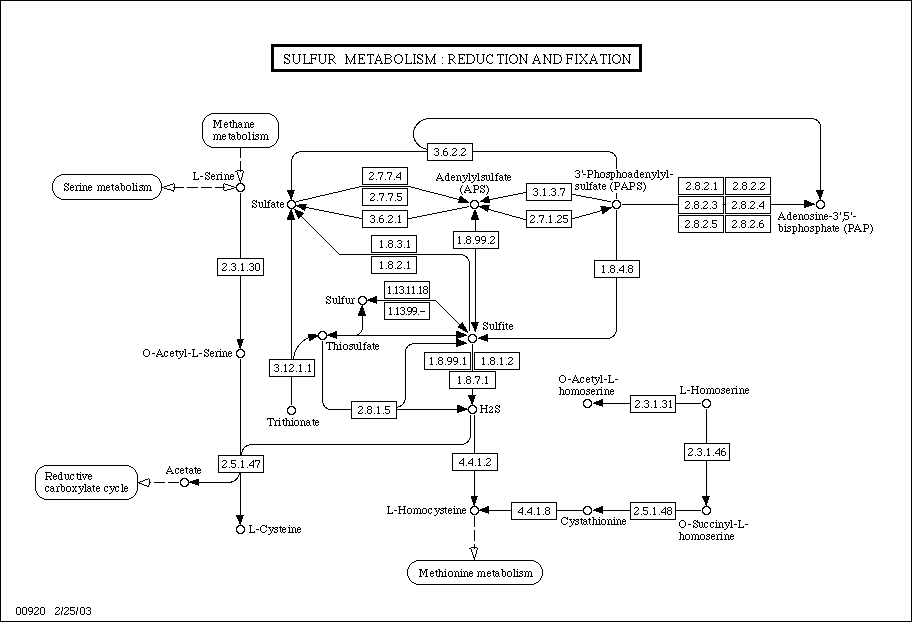 SULFUR METABOLISM : REDUCTION AND FIXATION
Methane
metabolism
3.6.2.2
Serine metabolism
L-Serine
2.7.7.4
2.7.7.5
3.6.2.1
Sulfate
Adenylylsulfate
(APS)
3.1.3.7
2.7.1.25
3'-Phosphoadenylyl-
sulfate (PAPS)
2.8.2.1
2.8.2.2
2.8.2.3
2.8.2.4
2.8.2.5
2.8.2.6
Adenosine-3',5'-
bisphosphate (PAP)
1.8.3.1
1.8.2.1
1.8.99.2
2.3.1.30
1.8.4.8
1.13.11.18
1.13.99.-
Sulfur
Sulfite
Thiosulfate
O-Acetyl-L-Serine
3.12.1.1
1.8.99.1
1.8.1.2
1.8.7.1
O-Acetyl-L-
homoserine
L-Homoserine
2.8.1.5
H2S
2.3.1.31
Trithionate
2.3.1.46
2.5.1.47
4.4.1.2
Acetate
Reductive
carboxylate cycle
L-Homocysteine
4.4.1.8
Cystathionine
2.5.1.48
O-Succinyl-L-
homoserine
L-Cysteine
Methionine metabolism
00920 2/25/03